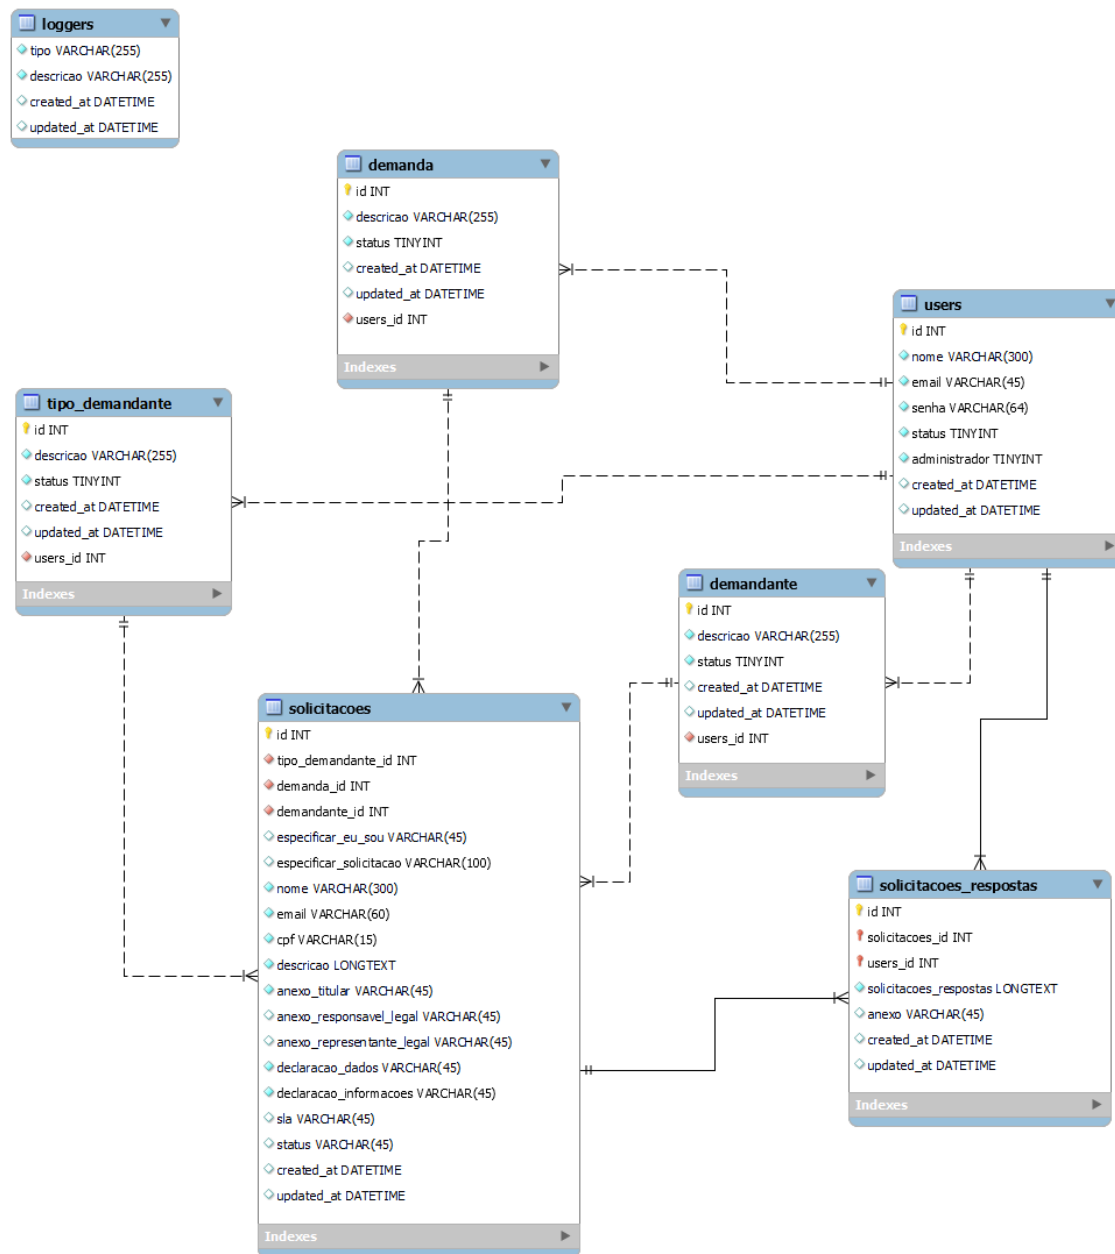 loggers
tipo VARCHAR(255)
descricao VARCHAR(255)
created_at DATETIME
updated_at DATETIME
demanda
id INT
descricao VARCHAR(255)
status TINYINT
created_at DATETIME
updated_at DATETIME
users_id INT
Indexes
users
id INT
nome VARCHAR(300)
email VARCHAR(45)
senha VARCHAR(64)
status TINYINT
administrador TINYINT
created_at DATETIME
updated_at DATETIME
Indexes
tipo_demandante
id INT
descricao VARCHAR(255)
status TINYINT
created_at DATETIME
updated_at DATETIME
users_id INT
Indexes
demandante
id INT
descricao VARCHAR(255)
status TINYINT
created_at DATETIME
updated_at DATETIME
users_id INT
Indexes
solicitacoes
id INT
tipo_demandante_id INT
demanda_id INT
demandante_id INT
especificar_eu_sou VARCHAR(45)
especificar_solicitacao VARCHAR(100)
nome VARCHAR(300)
email VARCHAR(60)
cpf VARCHAR(15)
descricao LONGTEXT
anexo_titular VARCHAR(45)
anexo_responsavel_legal VARCHAR(45)
anexo_representante_legal VARCHAR(45)
declaracao_dados VARCHAR(45)
declaracao_informacoes VARCHAR(45)
sla VARCHAR(45)
status VARCHAR(45)
created_at DATETIME
updated_at DATETIME
Indexes
solicitacoes_respostas
id INT
solicitacoes_id INT
users_id INT
solicitacoes_respostas LONGTEXT
anexo VARCHAR(45)
created_at DATETIME
updated_at DATETIME
Indexes